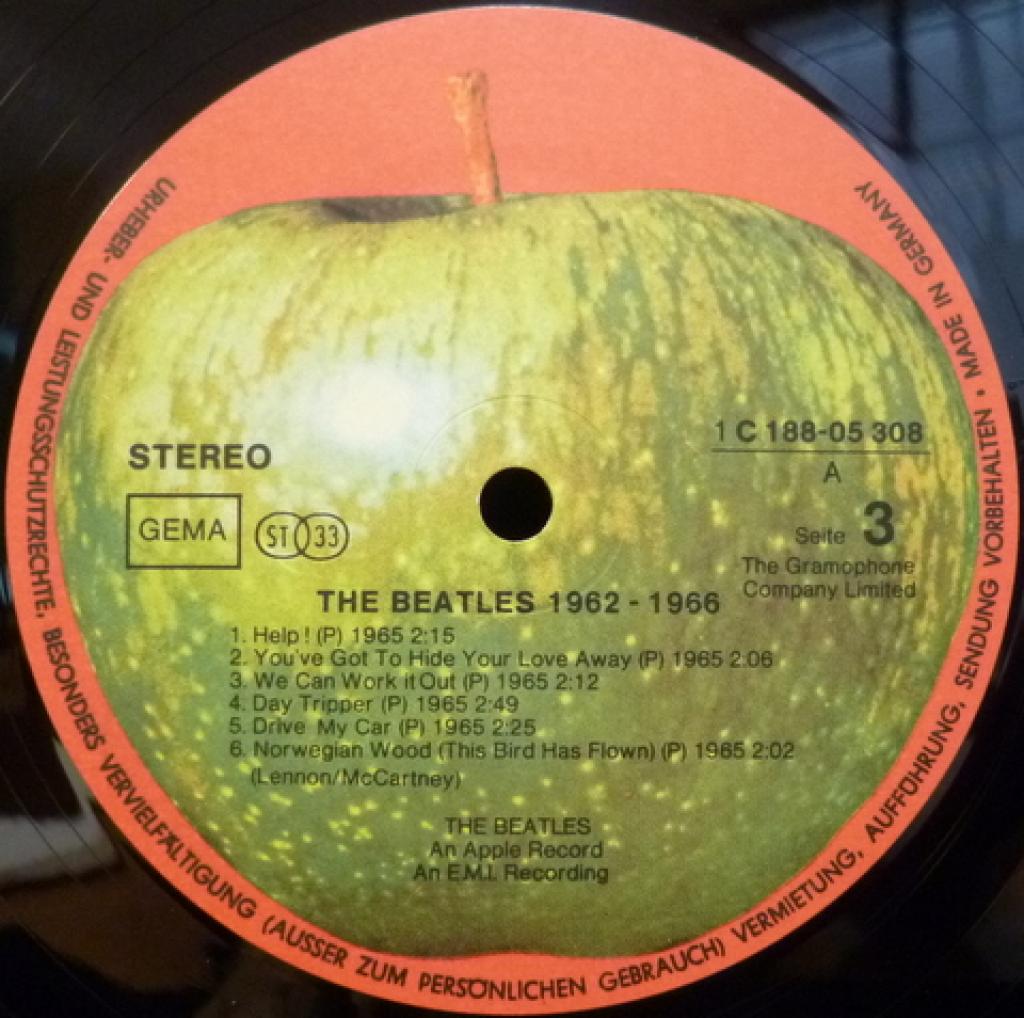 URHEBER- UND LEISTUNGSSCHUTZRECHTE, BESONDERS VERVIELFÄLTIGUNG (AUSSER ZUM PERSÖNLICHEN GEBRAUCH) VERMIETUNG, AUFFÜHRUNG, SENDUNG VORBEHALTEN • MADE IN GERMANY
STEREO
GEMA
ST 33
1 C 188-05 308
A
Seite 3
The Gramophone
Company Limited
THE BEATLES 1962 - 1966
1. Help! (P) 1965 2:15
2. You've Got To Hide Your Love Away (P) 1965 2.06
3. We Can Work it Out (P) 1965 2:12
4. Day Tripper (P) 1965 2:49
5. Drive My Car (P) 1965 2:25
6. Norwegian Wood (This Bird Has Flown) (P) 1965 2:02
(Lennon/McCartney)
THE BEATLES
An Apple Record
An E.M.I. Recording